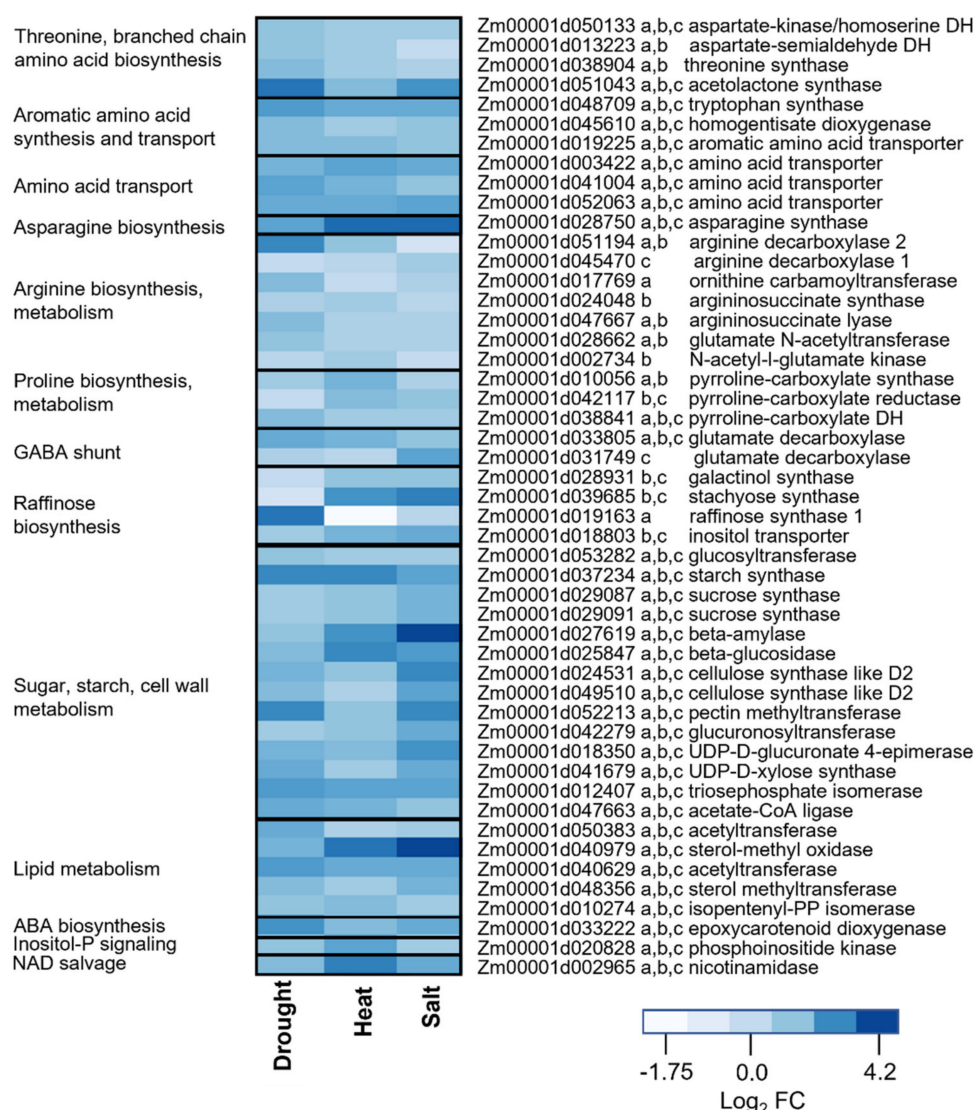 Threonine, branched chain
amino acid biosynthesis
Aromatic amino acid
synthesis and transport
Amino acid transport
Asparagine biosynthesis
Arginine biosynthesis,
metabolism
Proline biosynthesis,
metabolism
GABA shunt
Raffinose
biosynthesis
Sugar, starch, cell wall
metabolism
Lipid metabolism
ABA biosynthesis
Inositol-P signaling
NAD salvage
Zm00001d050133 a,b,c aspartate-kinase/homoserine DH
Zm00001d013223 a,b aspartate-semialdehyde DH
Zm00001d038904 a,b threonine synthase
Zm00001d051043 a,b,c acetolactone synthase
Zm00001d048709 a,b,c tryptophan synthase
Zm00001d045610 a,b,c homogentisate dioxygenase
Zm00001d019225 a,b,c aromatic amino acid transporter
Zm00001d003422 a,b,c amino acid transporter
Zm00001d041004 a,b,c amino acid transporter
Zm00001d052063 a,b,c amino acid transporter
Zm00001d028750 a,b,c asparagine synthase
Zm00001d051194 a,b arginine decarboxylase 2
Zm00001d045470 c arginine decarboxylase 1
Zm00001d017769 a ornithine carbamoyltransferase
Zm00001d024048 b argininosuccinate synthase
Zm00001d047667 a,b argininosuccinate lyase
Zm00001d028662 a,b glutamate N-acetyltransferase
Zm00001d002734 b N-acetyl-l-glutamate kinase
Zm00001d010056 a,b pyrroline-carboxylate synthase
Zm00001d042117 b,c pyrroline-carboxylate reductase
Zm00001d038841 a,b,c pyrroline-carboxylate DH
Zm00001d033805 a,b,c glutamate decarboxylase
Zm00001d031749 c glutamate decarboxylase
Zm00001d028931 b,c galactinol synthase
Zm00001d039685 b,c stachyose synthase
Zm00001d019163 a raffinose synthase 1
Zm00001d018803 b,c inositol transporter
Zm00001d053282 a,b,c glucosyltransferase
Zm00001d037234 a,b,c starch synthase
Zm00001d029087 a,b,c sucrose synthase
Zm00001d029091 a,b,c sucrose synthase
Zm00001d027619 a,b,c beta-amylase
Zm00001d025847 a,b,c beta-glucosidase
Zm00001d024531 a,b,c cellulose synthase like D2
Zm00001d049510 a,b,c cellulose synthase like D2
Zm00001d052213 a,b,c pectin methyltransferase
Zm00001d042279 a,b,c glucuronosyltransferase
Zm00001d018350 a,b,c UDP-D-glucuronate 4-epimerase
Zm00001d041679 a,b,c UDP-D-xylose synthase
Zm00001d012407 a,b,c triosephosphate isomerase
Zm00001d047663 a,b,c acetate-CoA ligase
Zm00001d050383 a,b,c acetyltransferase
Zm00001d040979 a,b,c sterol-methyl oxidase
Zm00001d040629 a,b,c acetyltransferase
Zm00001d048356 a,b,c sterol methyltransferase
Zm00001d010274 a,b,c isopentenyl-PP isomerase
Zm00001d033222 a,b,c epoxycarotenoid dioxygenase
Zm00001d020828 a,b,c phosphoinositide kinase
Zm00001d002965 a,b,c nicotinamidase
Drought
Heat
Salt
-1.75 0.0 4.2
Log₂ FC